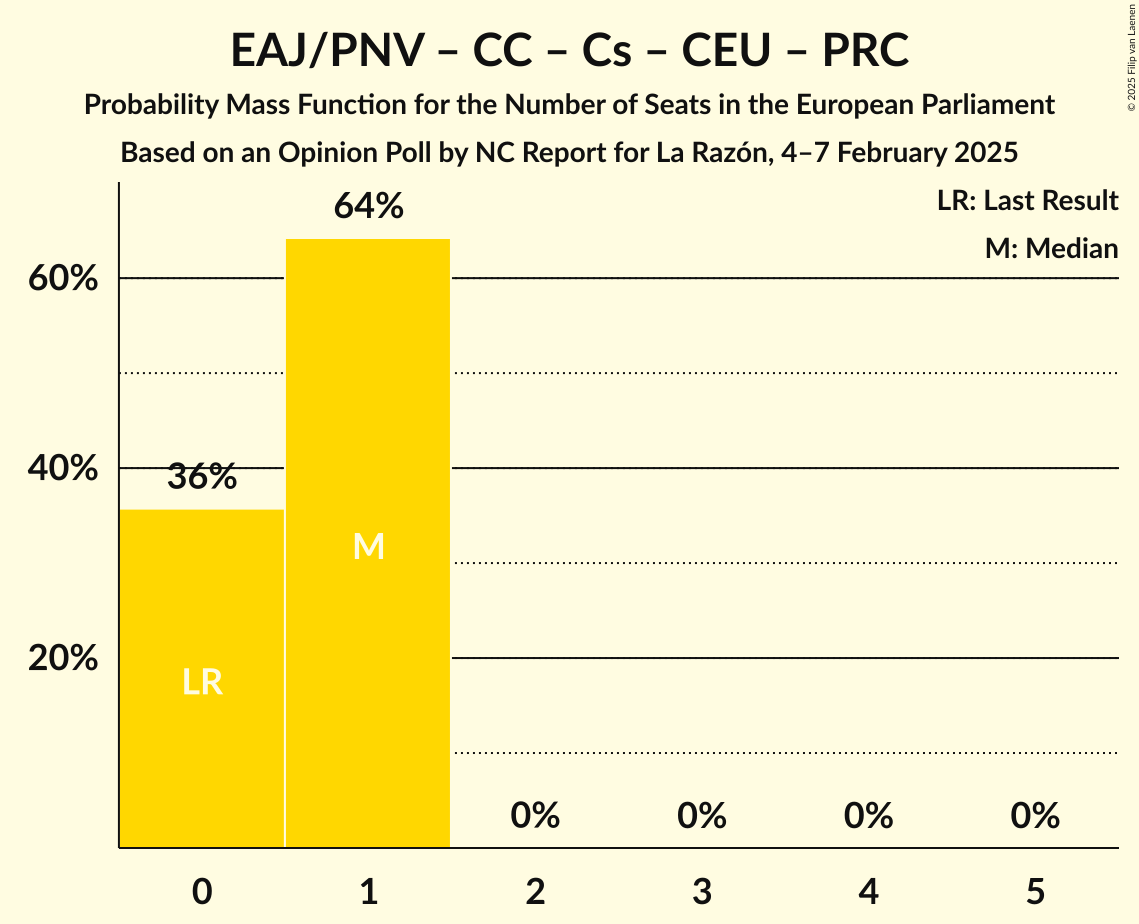 EAJ/PNV – CC – Cs – CEU – PRC
Probability Mass Function for the Number of Seats in the European Parliament
Based on an Opinion Poll by NC Report for La Razón, 4–7 February 2025
© 2025 Filip van Laenen
LR: Last Result
M: Median
64%
60%
40%
36%
M
20%
LR
0% 0% 0% 0%
0 1 2 3 4 5